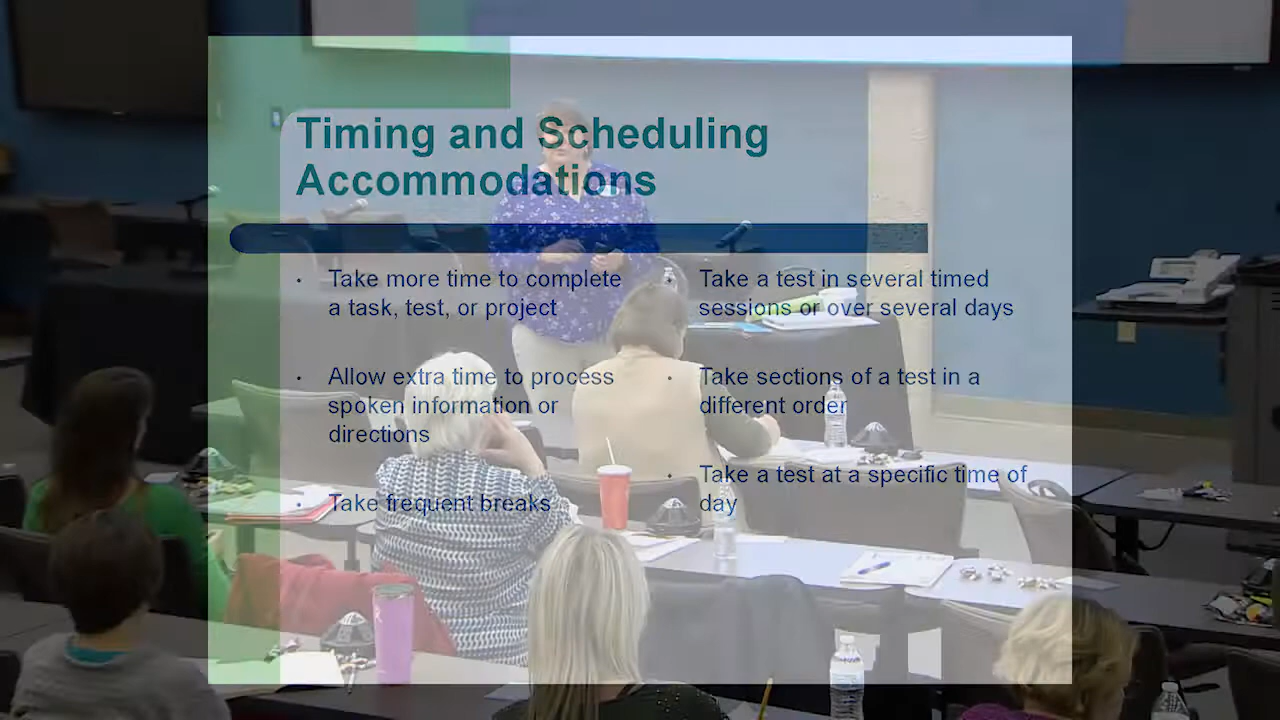 Timing and Scheduling
Accommodations
• Take more time to complete
a task, test, or project
• Allow extra time to process
spoken information or
directions
• Take frequent breaks
• Take a test in several timed
sessions or over several days
• Take sections of a test in a
different order
• Take a test at a specific time of
day